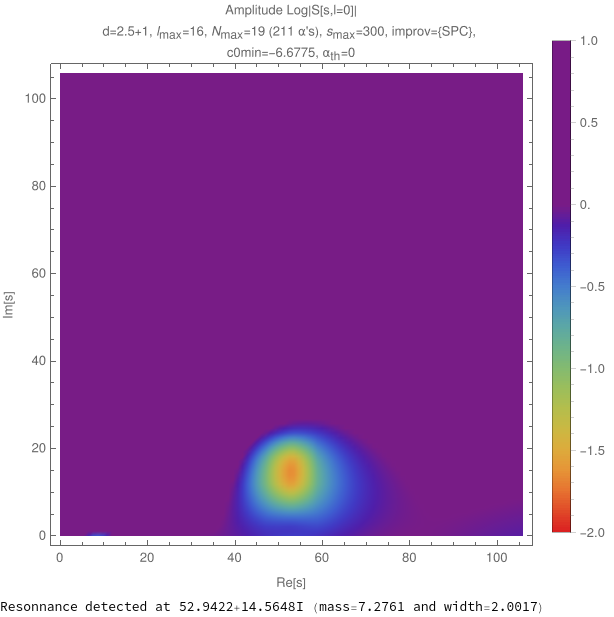 Amplitude Log|S[s,l=0]|
d=2.5+1, lmax=16, Nmax=19 (211 α's), smax=300, improv={SPC},
c0min=−6.6775, αth=0
1.0
0.5
0.
−0.5
−1.0
−1.5
−2.0
100
80
60
40
20
0
Im[s]
0 20 40 60 80 100
Re[s]
Resonnance detected at 52.9422+14.5648I (mass=7.2761 and width=2.0017)